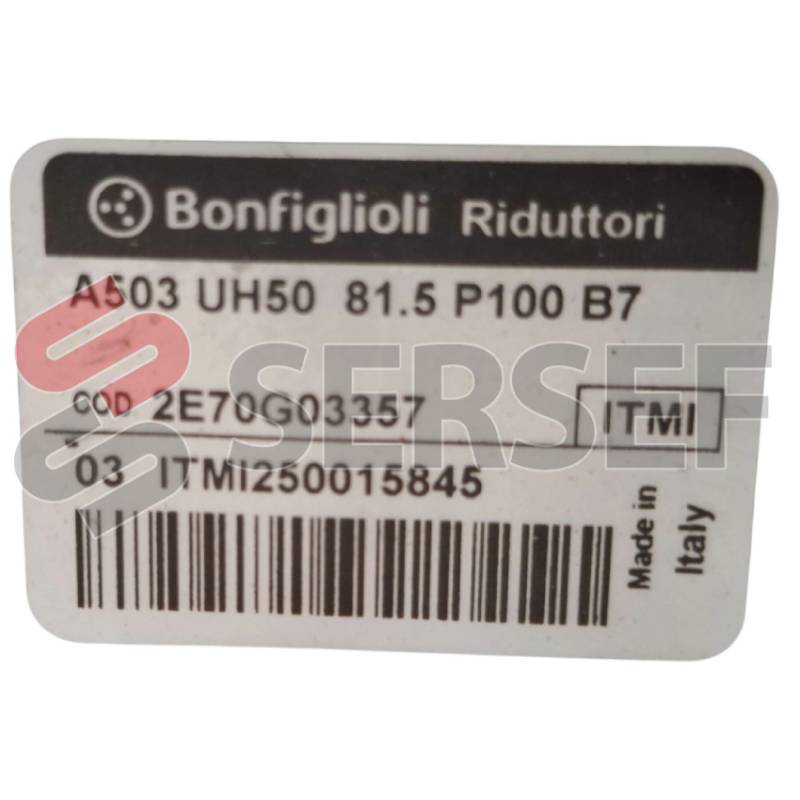 Bonfiglioli Riduttori
A503 UH50 81.5 P100 B7
SERSEF
COD 2E70G03357 ITMI
03 ITMI250015845
Made in
Italy